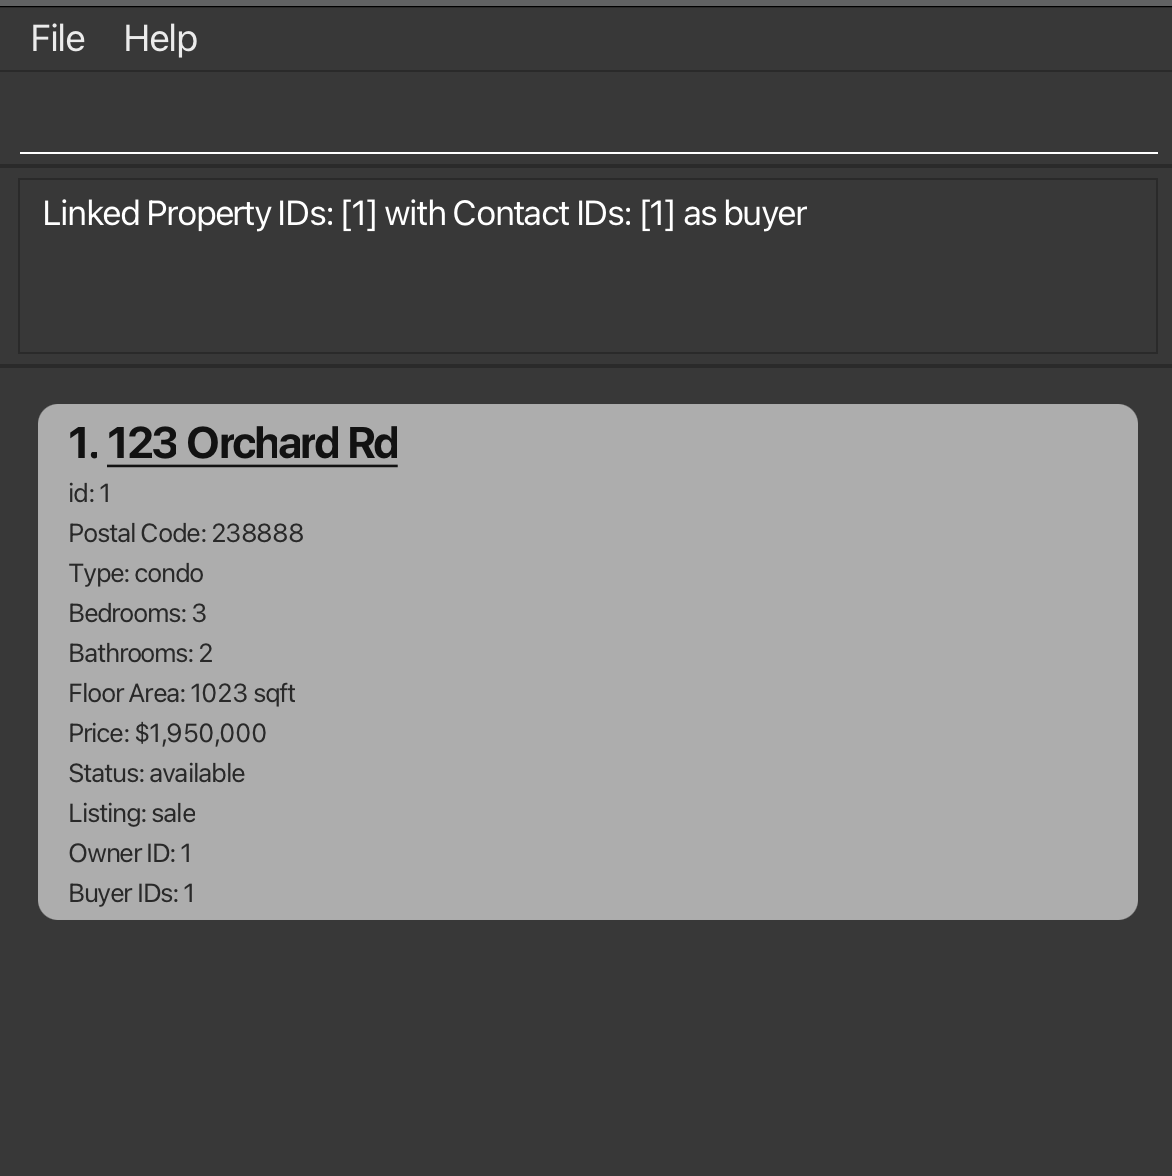 File Help
Linked Property IDs: [1] with Contact IDs: [1] as buyer
1. 123 Orchard Rd
id: 1
Postal Code: 238888
Type: condo
Bedrooms: 3
Bathrooms: 2
Floor Area: 1023 sqft
Price: $1,950,000
Status: available
Listing: sale
Owner ID: 1
Buyer IDs: 1